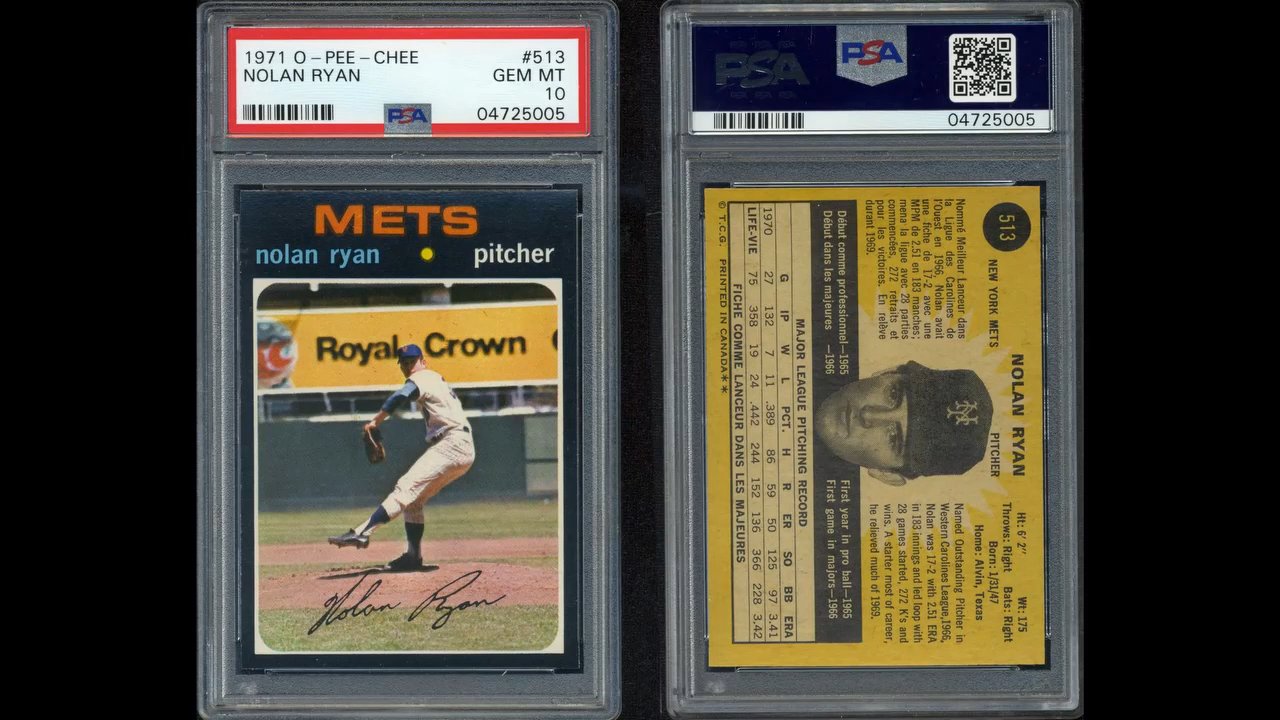 1971 O-PEE-CHEE #513
NOLAN RYAN GEM MT
10
PSA 04725005
METS
nolan ryan pitcher
Royal Crown C
Nolan Ryan
PSA PSA
04725005
513
NEW YORK METS
NOLAN RYAN
PITCHER
Ht: 6' 2" Wt: 175
Throws: Right Bats: Right
Born: 1/31/47
Home: Alvin, Texas
Nommé Meilleur Lanceur dans
la Ligue des Carolines de
l'Ouest en 1966, Nolan avait
une fiche de 17-2 avec une
MPM de 2.51 en 183 manches;
mena la ligue avec 28 parties
commencées, 272 retraits et
pour les victoires. En relève
durant 1969.
Named Outstanding Pitcher in
Western Carolines League, 1966,
Nolan was 17-2 with 2.51 ERA
in 183 innings and led loop with
28 games started, 272 K's and
wins. A starter most of career,
he relieved much of 1969.
Début comme professionnel—1965
Début dans les majeures —1966
First year in pro ball—1965
First game in majors—1966
MAJOR LEAGUE PITCHING RECORD
G IP W L PCT. H R ER SO BB ERA
1970 27 132 7 11 .389 86 59 50 125 97 3.41
LIFE-VIE 75 358 19 24 .442 244 152 136 366 228 3.42
FICHE COMME LANCEUR DANS LES MAJEURES
© T.C.G. PRINTED IN CANADA**